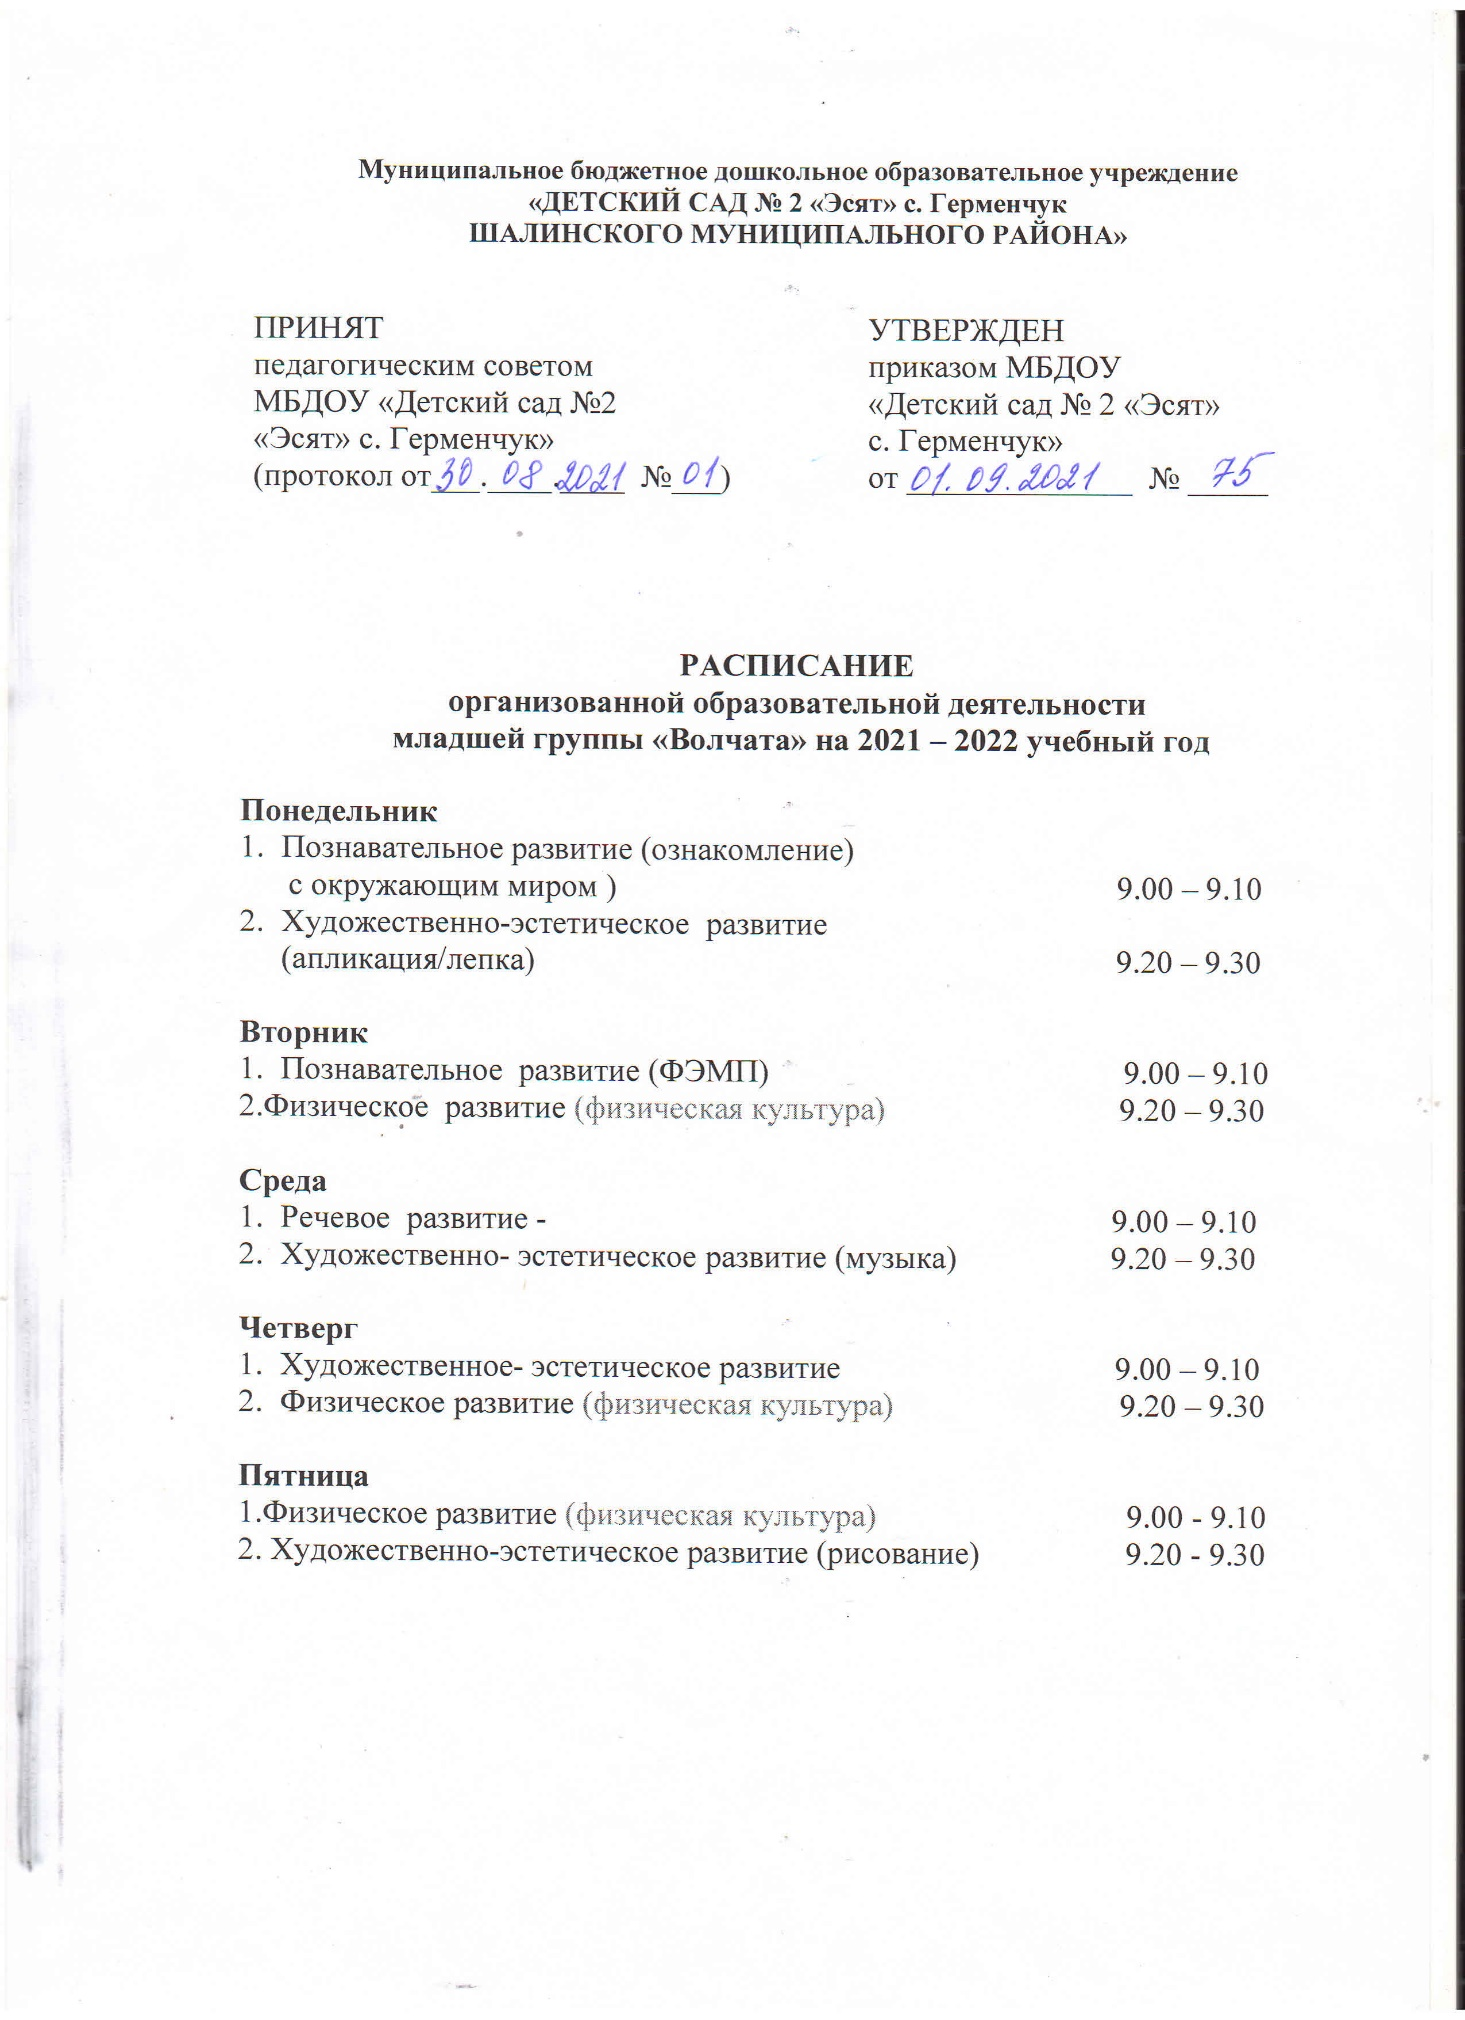 Муниципальное бюджетное дошкольное образовательное учреждение
«ДЕТСКИЙ САД № 2 «Эсят» с. Герменчук
ШАЛИНСКОГО МУНИЦИПАЛЬНОГО РАЙОНА»
ПРИНЯТ
педагогическим советом
МБДОУ «Детский сад №2
«Эсят» с. Герменчук»
(протокол от 30.08.2021 № 01)
УТВЕРЖДЕН
приказом МБДОУ
«Детский сад № 2 «Эсят»
с. Герменчук»
от 01.09.2021 № 75
РАСПИСАНИЕ
организованной образовательной деятельности
младшей группы «Волчата» на 2021 – 2022 учебный год
Понедельник
1. Познавательное развитие (ознакомление)
с окружающим миром ) 9.00 – 9.10
2. Художественно-эстетическое развитие
(апликация/лепка) 9.20 – 9.30
Вторник
1. Познавательное развитие (ФЭМП) 9.00 – 9.10
2.Физическое развитие (физическая культура) 9.20 – 9.30
Среда
1. Речевое развитие - 9.00 – 9.10
2. Художественно- эстетическое развитие (музыка) 9.20 – 9.30
Четверг
1. Художественное- эстетическое развитие 9.00 – 9.10
2. Физическое развитие (физическая культура) 9.20 – 9.30
Пятница
1.Физическое развитие (физическая культура) 9.00 - 9.10
2. Художественно-эстетическое развитие (рисование) 9.20 - 9.30